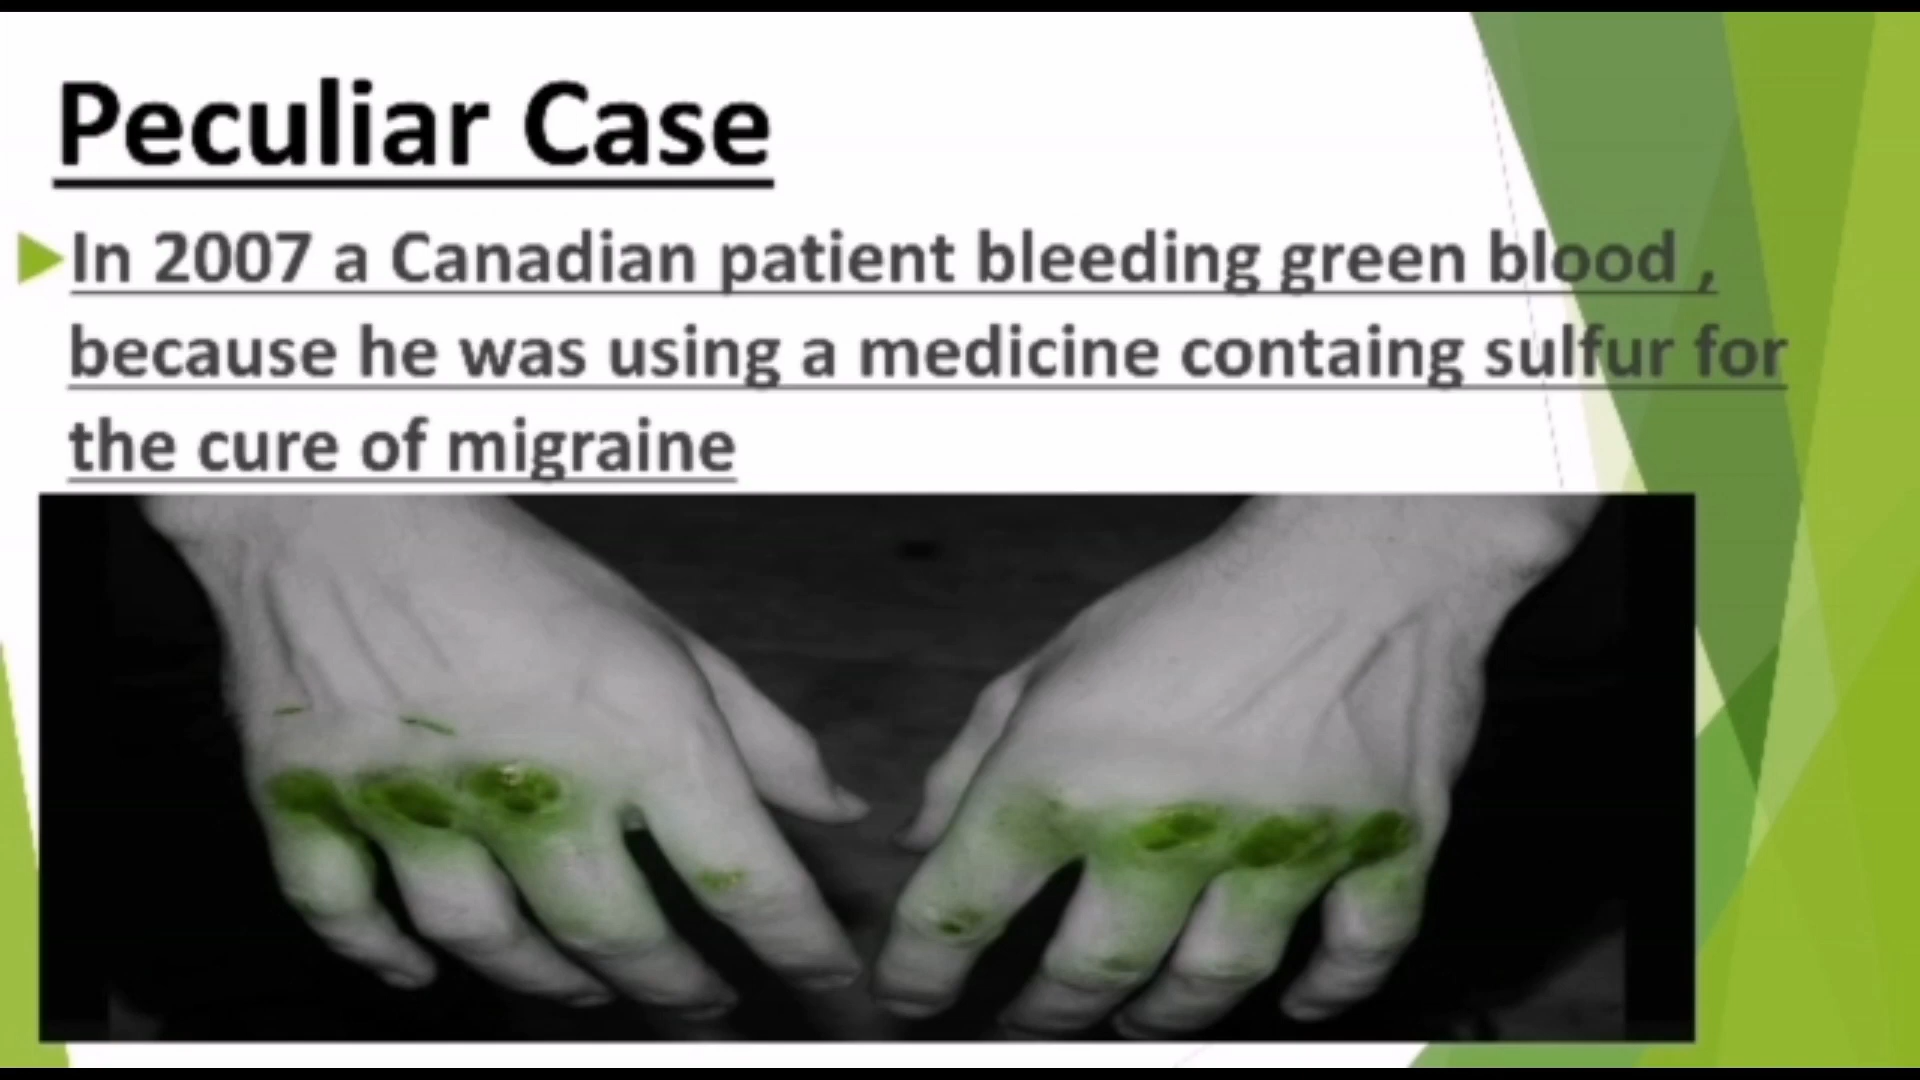 Peculiar Case
In 2007 a Canadian patient bleeding green blood ,
because he was using a medicine containg sulfur for
the cure of migraine